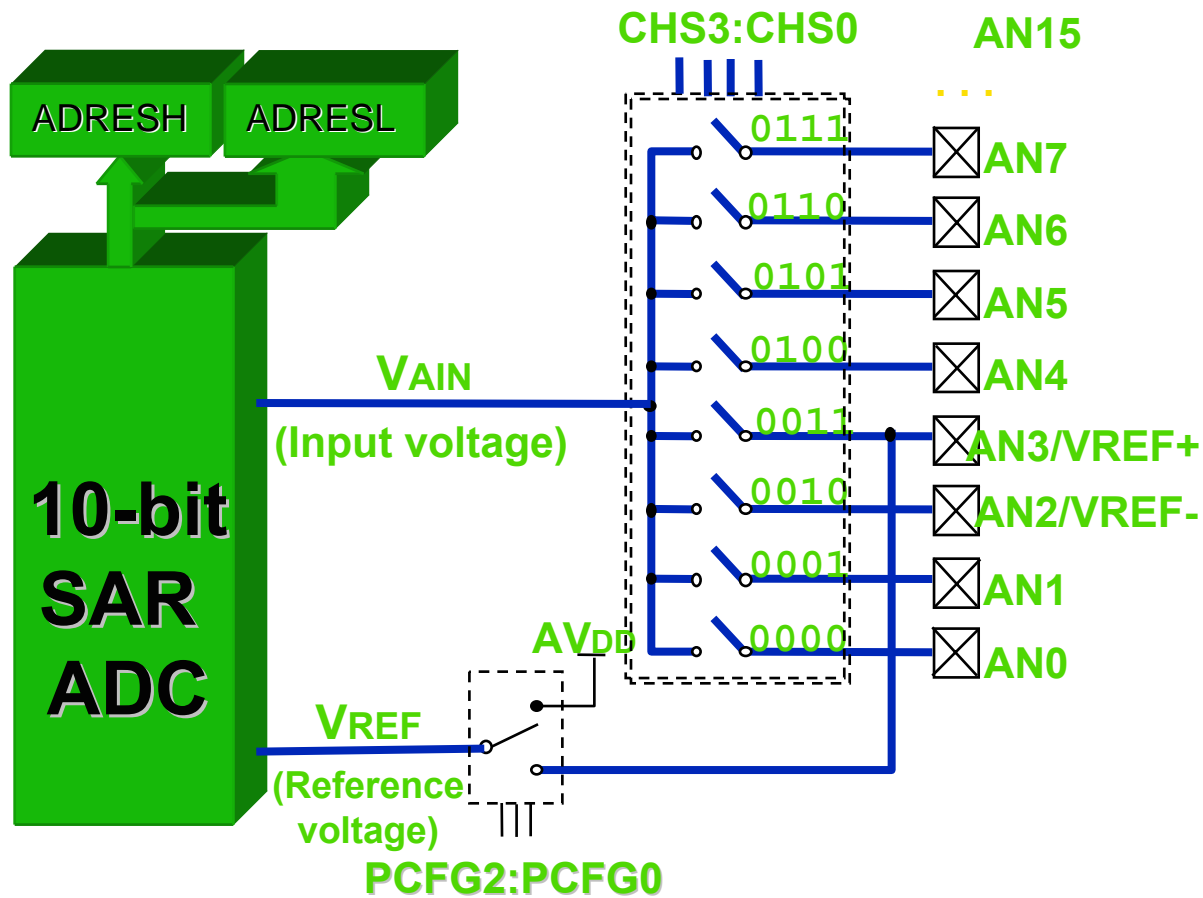 CHS3:CHS0
AN15
. . .
ADRESH
ADRESL
0111
AN7
0110
AN6
0101
AN5
0100
AN4
VAIN
(Input voltage)
0011
AN3/VREF+
0010
AN2/VREF-
0001
AN1
0000
AN0
10-bit
SAR
ADC
AVDD
VREF
(Reference
voltage)
PCFG2:PCFG0